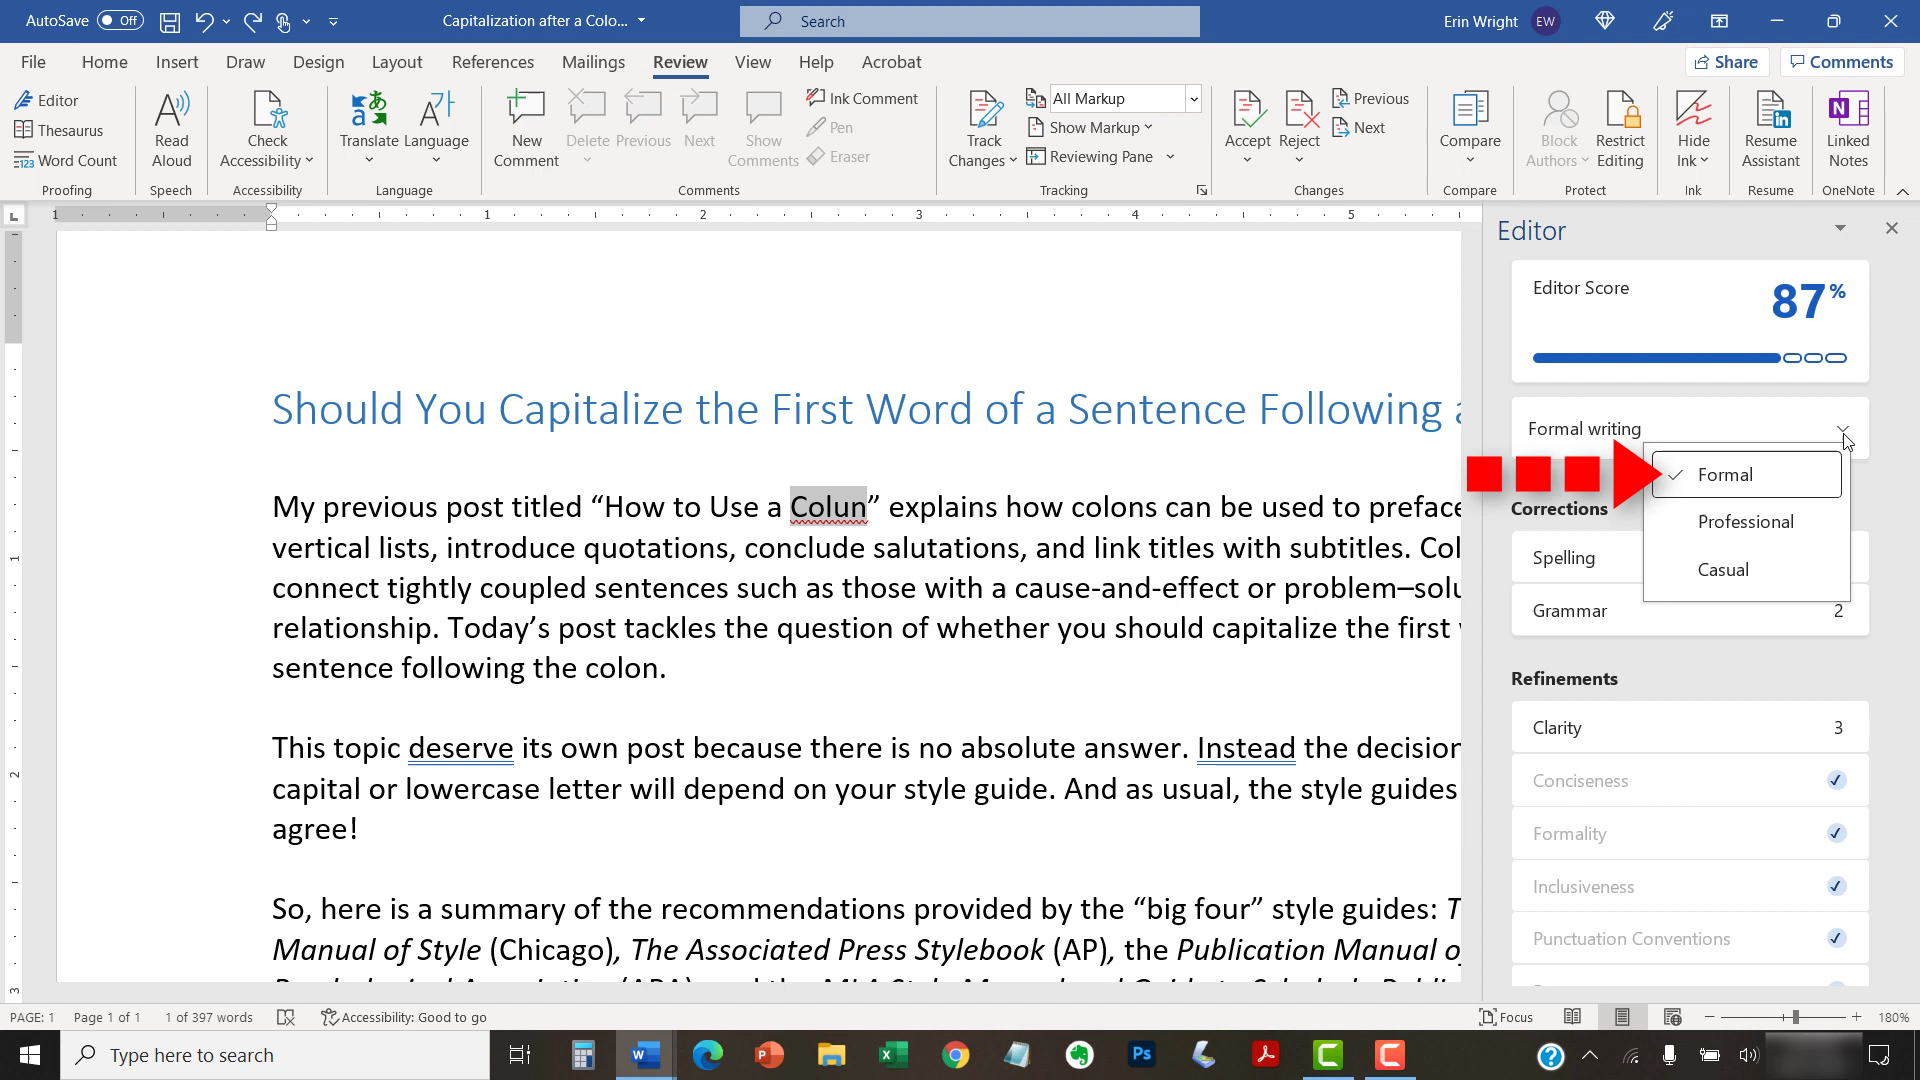 AutoSave Off
Capitalization after a Colo...
Search
Erin Wright EW
File Home Insert Draw Design Layout References Mailings Review View Help Acrobat
Share Comments
Editor
Thesaurus
Word Count
Proofing
Read Aloud
Speech
Check Accessibility
Accessibility
Translate
Language
Language
New Comment
Delete
Previous
Next
Show Comments
Ink Comment
Pen
Eraser
Comments
Track Changes
All Markup
Show Markup
Reviewing Pane
Tracking
Accept
Reject
Previous
Next
Changes
Compare
Compare
Block Authors
Restrict Editing
Protect
Hide Ink
Ink
Resume Assistant
Resume
Linked Notes
OneNote
1 1 2 3 4 5
Should You Capitalize the First Word of a Sentence Following a
My previous post titled “How to Use a Colun” explains how colons can be used to preface
vertical lists, introduce quotations, conclude salutations, and link titles with subtitles. Col
connect tightly coupled sentences such as those with a cause-and-effect or problem–solu
relationship. Today’s post tackles the question of whether you should capitalize the first
sentence following the colon.
This topic deserve its own post because there is no absolute answer. Instead the decision
capital or lowercase letter will depend on your style guide. And as usual, the style guides
agree!
So, here is a summary of the recommendations provided by the “big four” style guides: T
Manual of Style (Chicago), The Associated Press Stylebook (AP), the Publication Manual o
1
2
3
Editor
Editor Score
87%
Formal writing
Formal
Professional
Casual
Corrections
Spelling
Grammar 2
Refinements
Clarity 3
Conciseness
Formality
Inclusiveness
Punctuation Conventions
PAGE: 1 Page 1 of 1 1 of 397 words Accessibility: Good to go
Focus 180%
Type here to search